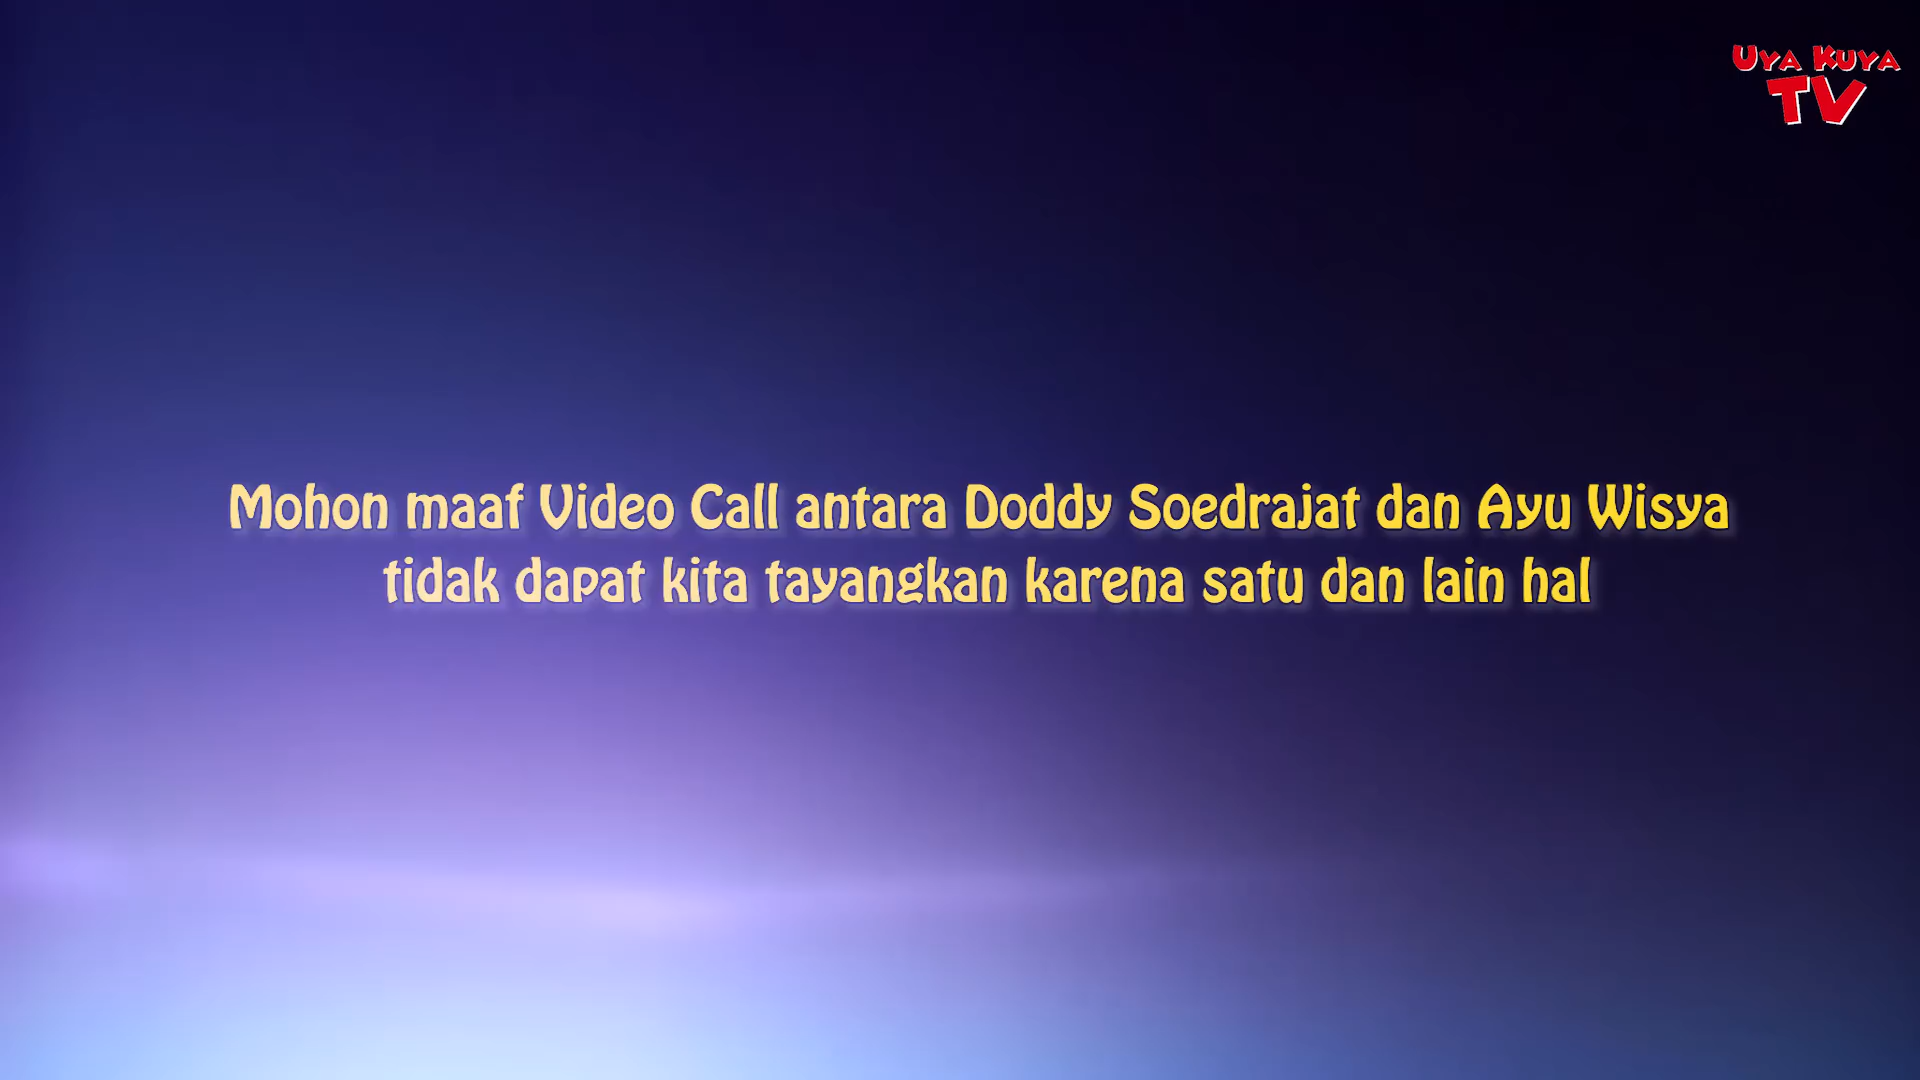 UYA KUYA
TV
Mohon maaf Video Call antara Doddy Soedrajat dan Ayu Wisya
tidak dapat kita tayangkan karena satu dan lain hal